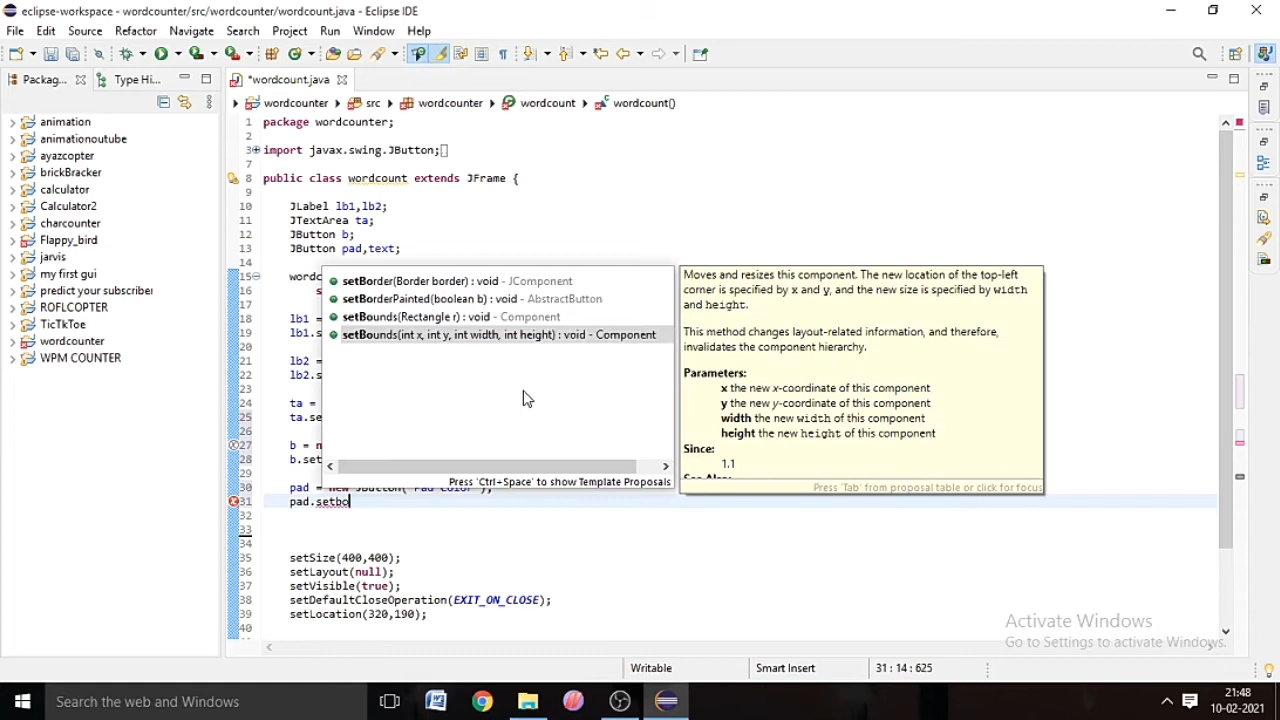 eclipse-workspace - wordcounter/src/wordcounter/wordcount.java - Eclipse IDE
File Edit Source Refactor Navigate Search Project Run Window Help
Packag... Type Hi... *wordcount.java
wordcounter src wordcounter wordcount wordcount()
animation
animationoutube
ayazcopter
brickBracker
calculator
Calculator2
charcounter
Flappy_bird
jarvis
my first gui
predict your subscriber
ROFLCOPTER
TicTkToe
wordcounter
WPM COUNTER
1 package wordcounter;
2
3 import javax.swing.JButton;
7
8 public class wordcount extends JFrame {
9
10 JLabel lb1,lb2;
11 JTextArea ta;
12 JButton b;
13 JButton pad,text;
14
15 wordc
16 s
17
18 lb1 =
19 lb1.s
20
21 lb2 =
22 lb2.s
23
24 ta =
25 ta.se
26
27 b = n
28 b.set
29
30 pad = new JButton("Pad Color");
31 pad.setbo
32
33
34
35 setSize(400,400);
36 setLayout(null);
37 setVisible(true);
38 setDefaultCloseOperation(EXIT_ON_CLOSE);
39 setLocation(320,190);
40
setBorder(Border border) : void - JComponent
setBorderPainted(boolean b) : void - AbstractButton
setBounds(Rectangle r) : void - Component
setBounds(int x, int y, int width, int height) : void - Component
Press 'Ctrl+Space' to show Template Proposals
Moves and resizes this component. The new location of the top-left
corner is specified by x and y, and the new size is specified by width
and height.
This method changes layout-related information, and therefore,
invalidates the component hierarchy.
Parameters:
x the new x-coordinate of this component
y the new y-coordinate of this component
width the new width of this component
height the new height of this component
Since:
1.1
Press 'Tab' from proposal table or click for focus
Activate Windows
Go to Settings to activate Windows.
Writable Smart Insert 31 : 14 : 625
Search the web and Windows
21:48
10-02-2021